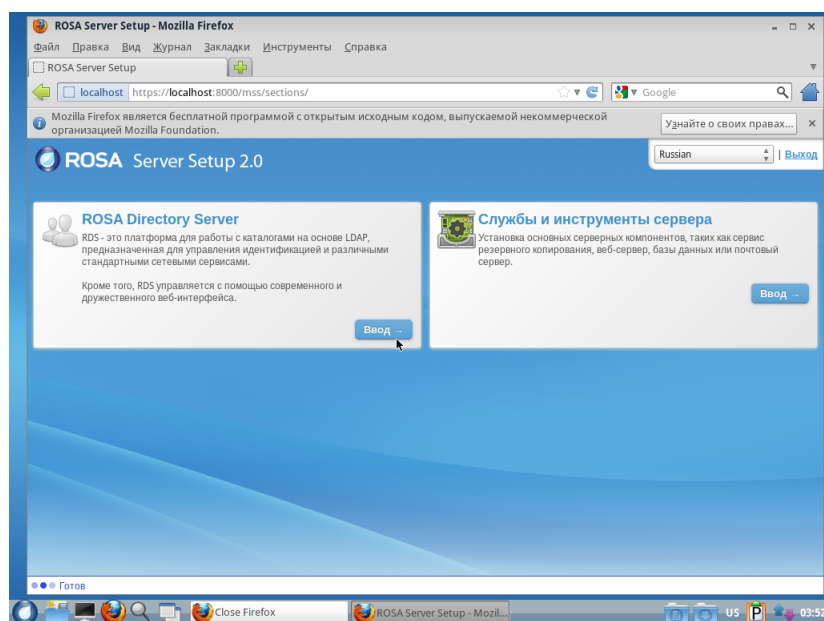 ROSA Server Setup - Mozilla Firefox
Файл Правка Вид Журнал Закладки Инструменты Справка
ROSA Server Setup
localhost https://localhost:8000/mss/sections/
Google
Mozilla Firefox является бесплатной программой с открытым исходным кодом, выпускаемой некоммерческой
организацией Mozilla Foundation.
Узнайте о своих правах...
ROSA Server Setup 2.0
Russian | Выход
ROSA Directory Server
RDS - это платформа для работы с каталогами на основе LDAP,
предназначенная для управления идентификацией и различными
стандартными сетевыми сервисами.
Кроме того, RDS управляется с помощью современного и
дружественного веб-интерфейса.
Ввод →
Службы и инструменты сервера
Установка основных серверных компонентов, таких как сервис
резервного копирования, веб-сервер, базы данных или почтовый
сервер.
Ввод →
Готов
Close Firefox
ROSA Server Setup - Mozil...
US
P
03:52